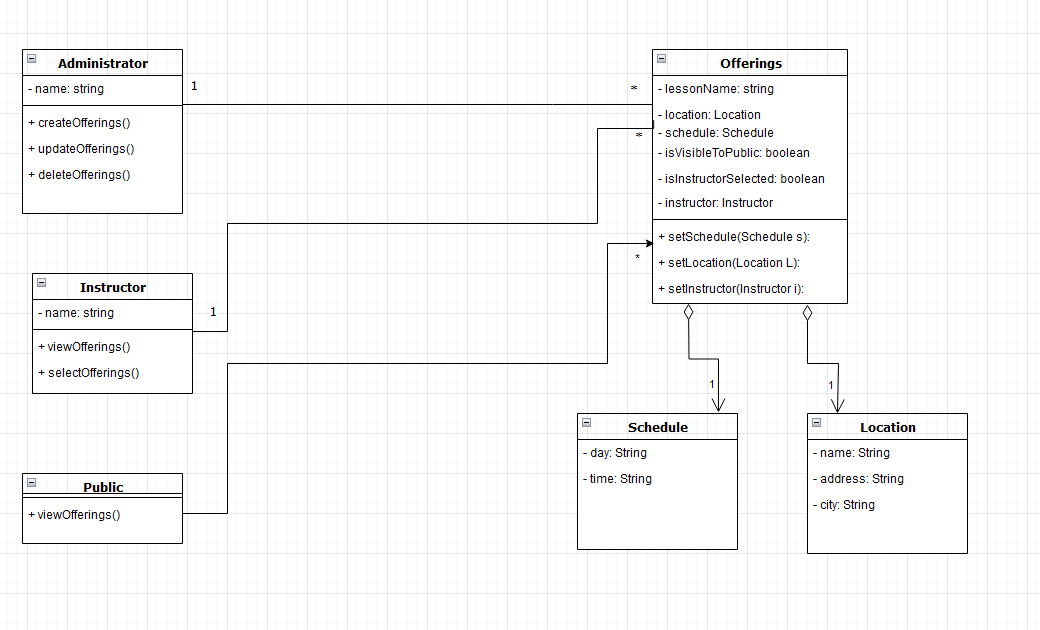 Administrator
- name: string
+ createOfferings()
+ updateOfferings()
+ deleteOfferings()
1
*
Offerings
- lessonName: string
- location: Location
- schedule: Schedule
- isVisibleToPublic: boolean
- isInstructorSelected: boolean
- instructor: Instructor
+ setSchedule(Schedule s):
+ setLocation(Location L):
+ setInstructor(Instructor i):
*
Instructor
- name: string
+ viewOfferings()
+ selectOfferings()
1
*
Public
+ viewOfferings()
1
Schedule
- day: String
- time: String
1
Location
- name: String
- address: String
- city: String